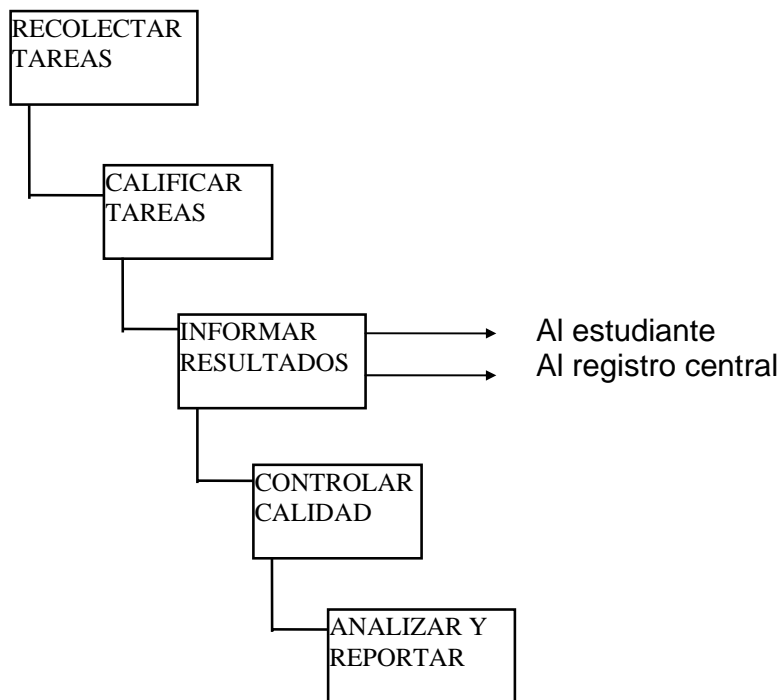 RECOLECTAR
TAREAS
CALIFICAR
TAREAS
INFORMAR
RESULTADOS
Al estudiante
Al registro central
CONTROLAR
CALIDAD
ANALIZAR Y
REPORTAR